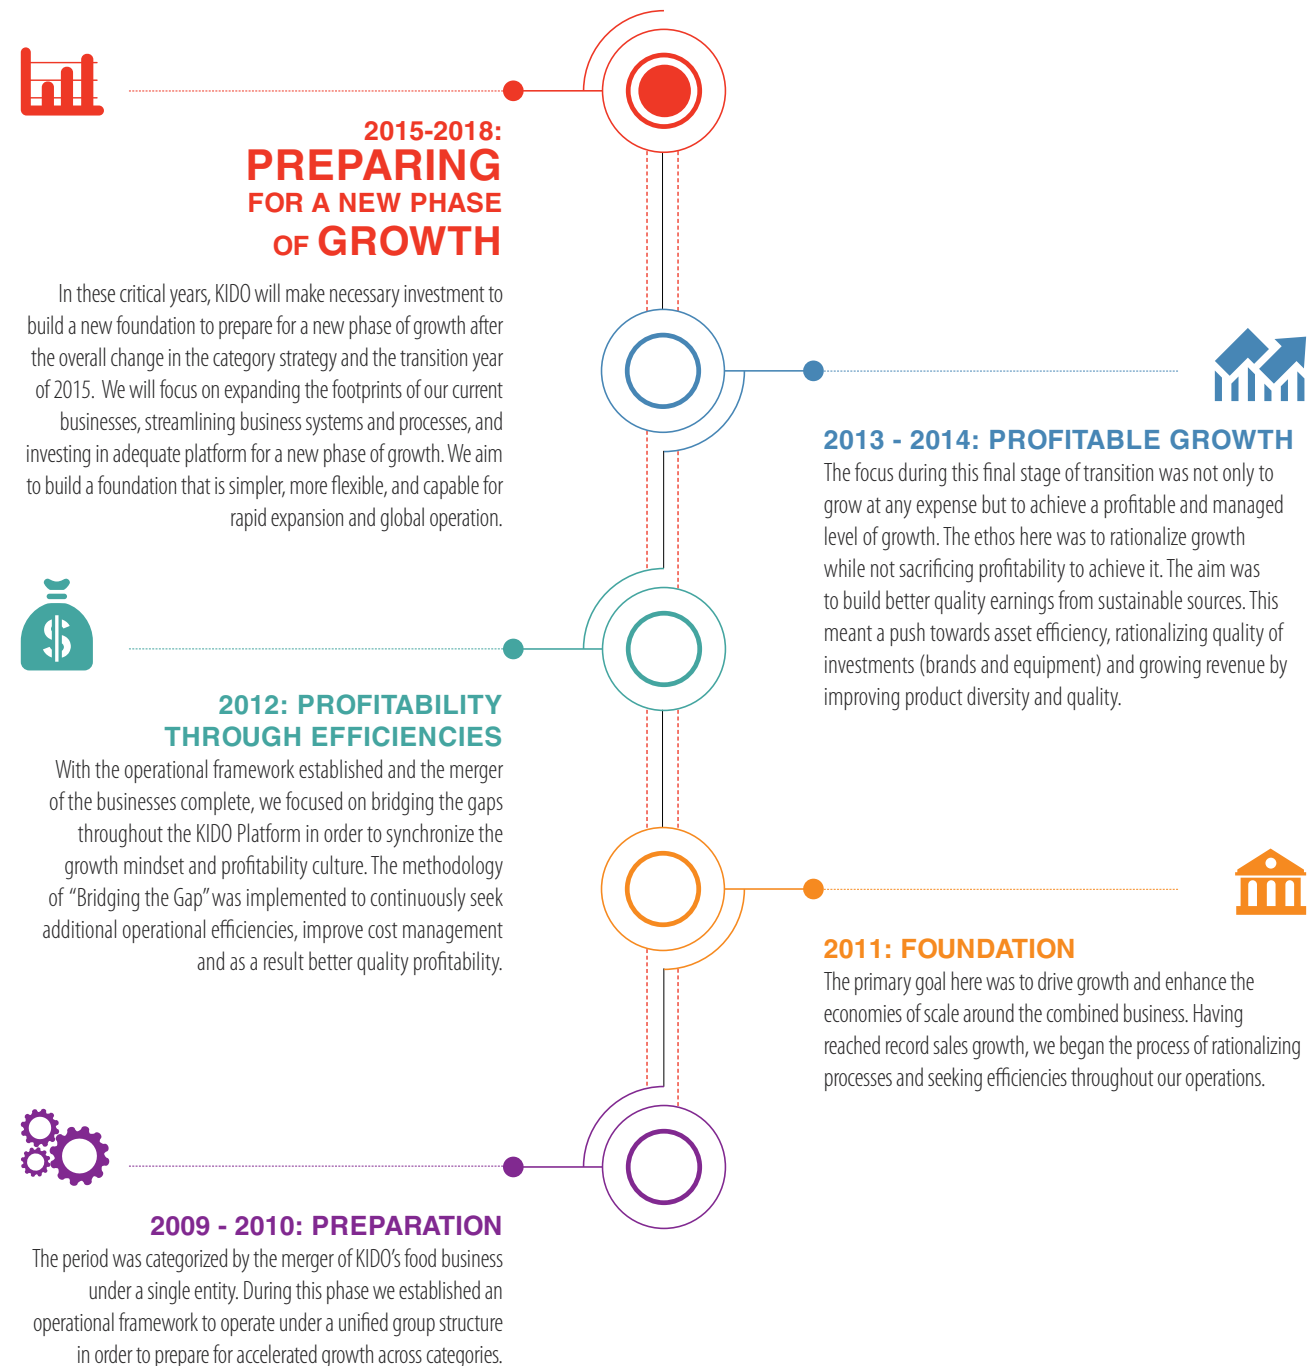 2015-2018:
PREPARING
FOR A NEW PHASE
OF GROWTH
In these critical years, KIDO will make necessary investment to
build a new foundation to prepare for a new phase of growth after
the overall change in the category strategy and the transition year
of 2015. We will focus on expanding the footprints of our current
businesses, streamlining business systems and processes, and
investing in adequate platform for a new phase of growth. We aim
to build a foundation that is simpler, more flexible, and capable for
rapid expansion and global operation.
2013 - 2014: PROFITABLE GROWTH
The focus during this final stage of transition was not only to
grow at any expense but to achieve a profitable and managed
level of growth. The ethos here was to rationalize growth
while not sacrificing profitability to achieve it. The aim was
to build better quality earnings from sustainable sources. This
meant a push towards asset efficiency, rationalizing quality of
investments (brands and equipment) and growing revenue by
improving product diversity and quality.
$
2012: PROFITABILITY
THROUGH EFFICIENCIES
With the operational framework established and the merger
of the businesses complete, we focused on bridging the gaps
throughout the KIDO Platform in order to synchronize the
growth mindset and profitability culture. The methodology
of “Bridging the Gap” was implemented to continuously seek
additional operational efficiencies, improve cost management
and as a result better quality profitability.
2011: FOUNDATION
The primary goal here was to drive growth and enhance the
economies of scale around the combined business. Having
reached record sales growth, we began the process of rationalizing
processes and seeking efficiencies throughout our operations.
2009 - 2010: PREPARATION
The period was categorized by the merger of KIDO’s food business
under a single entity. During this phase we established an
operational framework to operate under a unified group structure
in order to prepare for accelerated growth across categories.